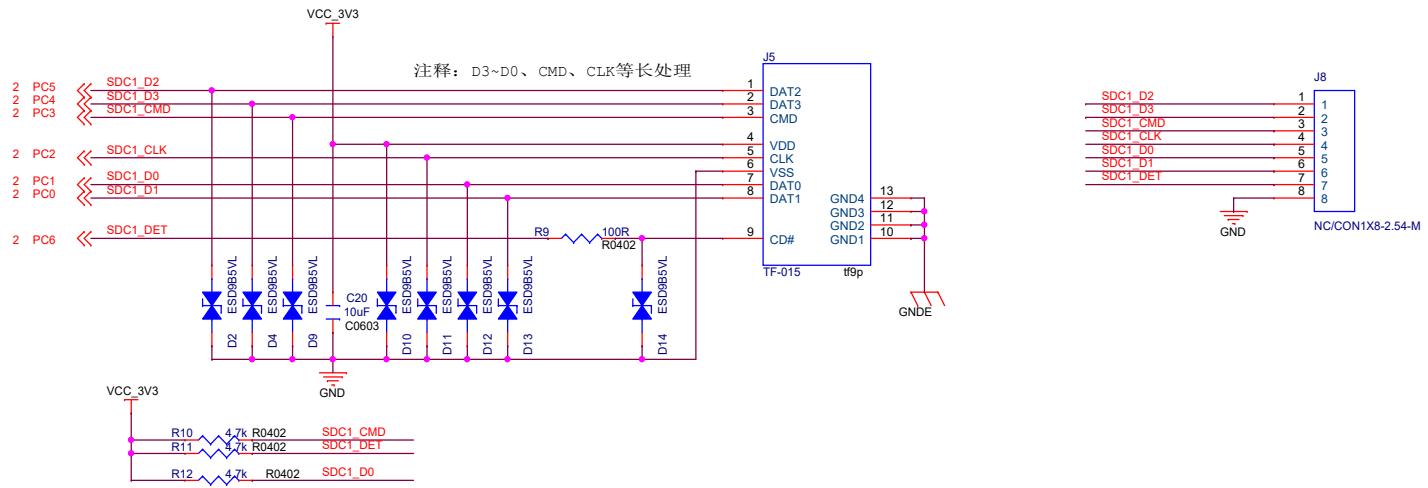 VCC_3V3
注释：D3~D0、CMD、CLK等长处理
J5
2 PC5 SDC1_D2 1 DAT2
2 PC4 SDC1_D3 2 DAT3
2 PC3 SDC1_CMD 3 CMD
4 VDD
2 PC2 SDC1_CLK 5 CLK
6 VSS
2 PC1 SDC1_D0 7 DAT0
2 PC0 SDC1_D1 8 DAT1
GND4 13
GND3 12
GND2 11
2 PC6 SDC1_DET R9 100R 9 CD# GND1 10
R0402
TF-015 tf9p
GNDE
J8
SDC1_D2 1 1
SDC1_D3 2 2
SDC1_CMD 3 3
SDC1_CLK 4 4
SDC1_D0 5 5
SDC1_D1 6 6
SDC1_DET 7 7
8 8
GND
NC/CON1X8-2.54-M
ESD9B5VL D2
ESD9B5VL D4
ESD9B5VL D9
C20
10uF
C0603
ESD9B5VL D10
ESD9B5VL D11
ESD9B5VL D12
ESD9B5VL D13
ESD9B5VL D14
GND
VCC_3V3
R10 4.7k R0402 SDC1_CMD
R11 4.7k R0402 SDC1_DET
R12 4.7k R0402 SDC1_D0